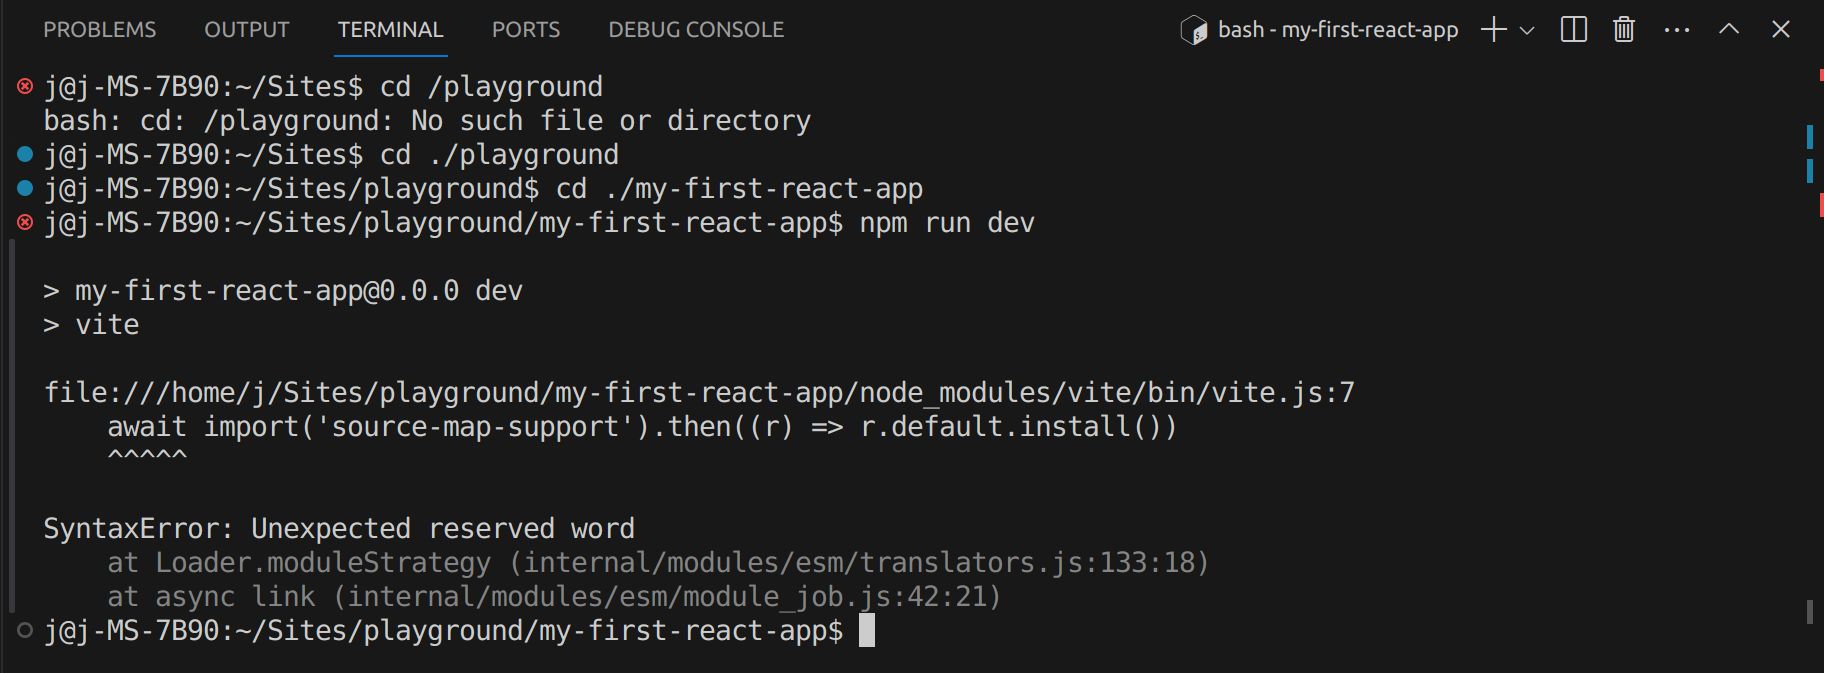 PROBLEMS OUTPUT TERMINAL PORTS DEBUG CONSOLE bash - my-first-react-app
j@j-MS-7B90:~/Sites$ cd /playground
bash: cd: /playground: No such file or directory
j@j-MS-7B90:~/Sites$ cd ./playground
j@j-MS-7B90:~/Sites/playground$ cd ./my-first-react-app
j@j-MS-7B90:~/Sites/playground/my-first-react-app$ npm run dev
> my-first-react-app@0.0.0 dev
> vite
file:///home/j/Sites/playground/my-first-react-app/node_modules/vite/bin/vite.js:7
    await import('source-map-support').then((r) => r.default.install())
    ^^^^^
SyntaxError: Unexpected reserved word
    at Loader.moduleStrategy (internal/modules/esm/translators.js:133:18)
    at async link (internal/modules/esm/module_job.js:42:21)
j@j-MS-7B90:~/Sites/playground/my-first-react-app$